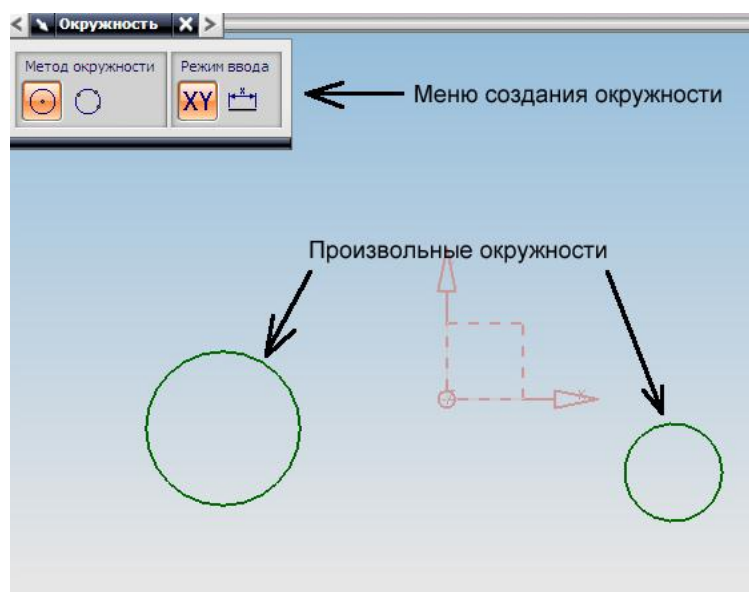 Окружность
Метод окружности
Режим ввода
XY
Меню создания окружности
Произвольные окружности